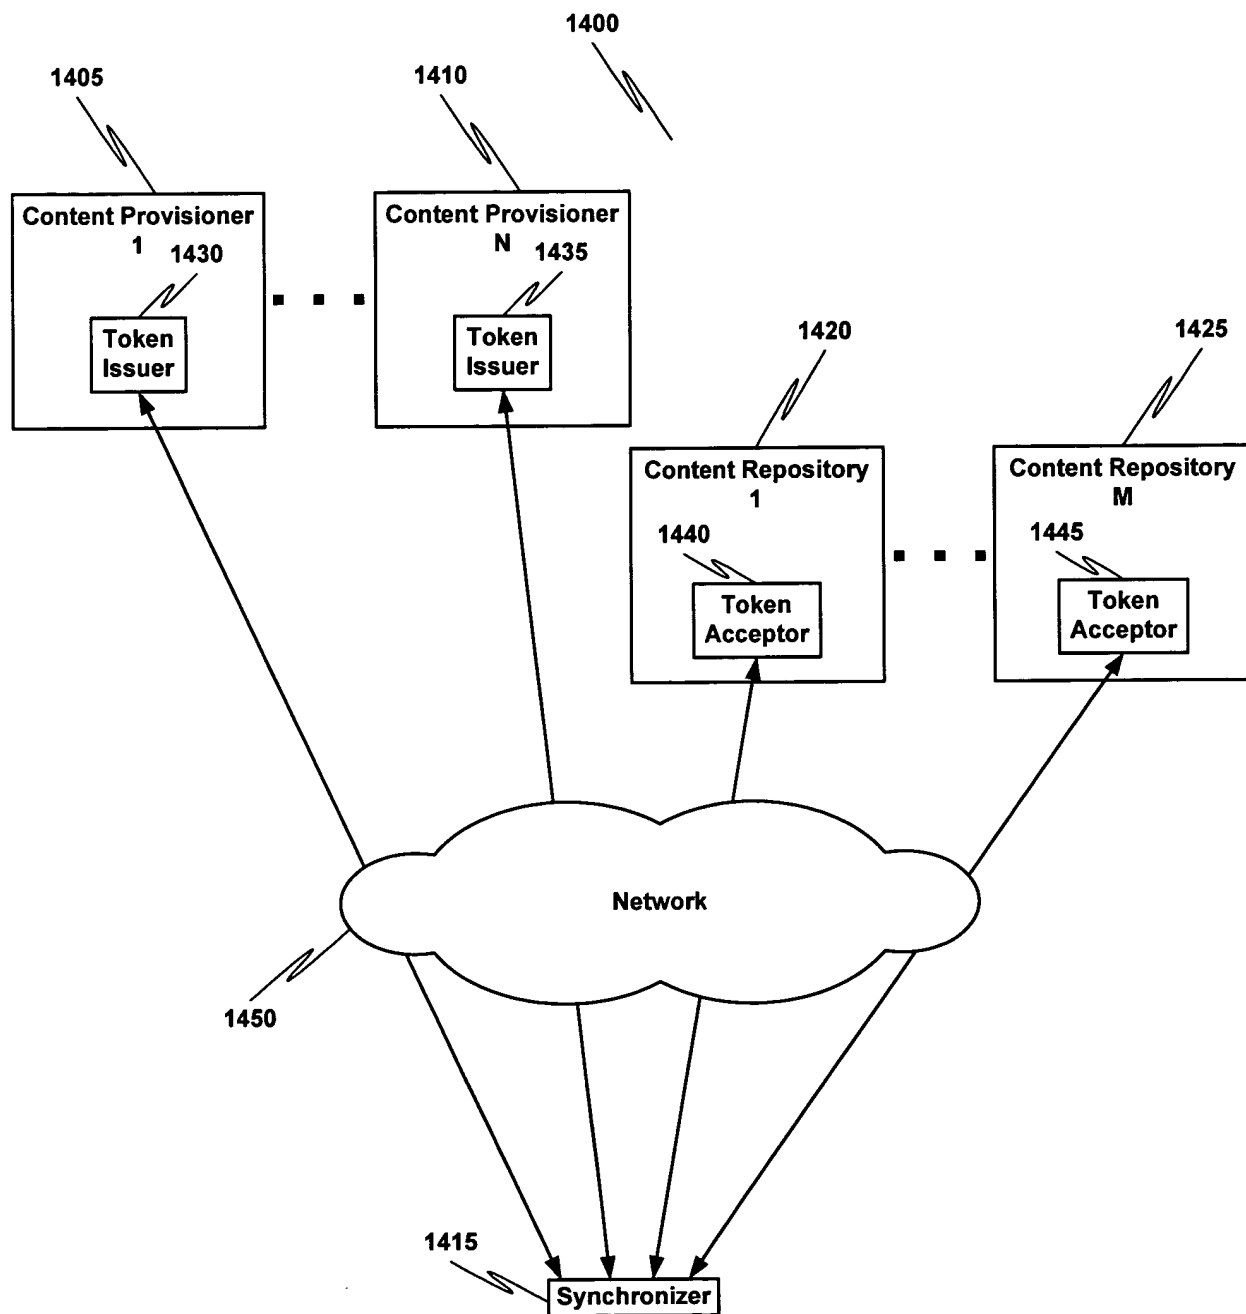 1400
1405
1410
Content Provisioner
1
1430
Token
Issuer
Content Provisioner
N
1435
Token
Issuer
1420
1425
Content Repository
1
1440
Token
Acceptor
Content Repository
M
1445
Token
Acceptor
Network
1450
1415
Synchronizer